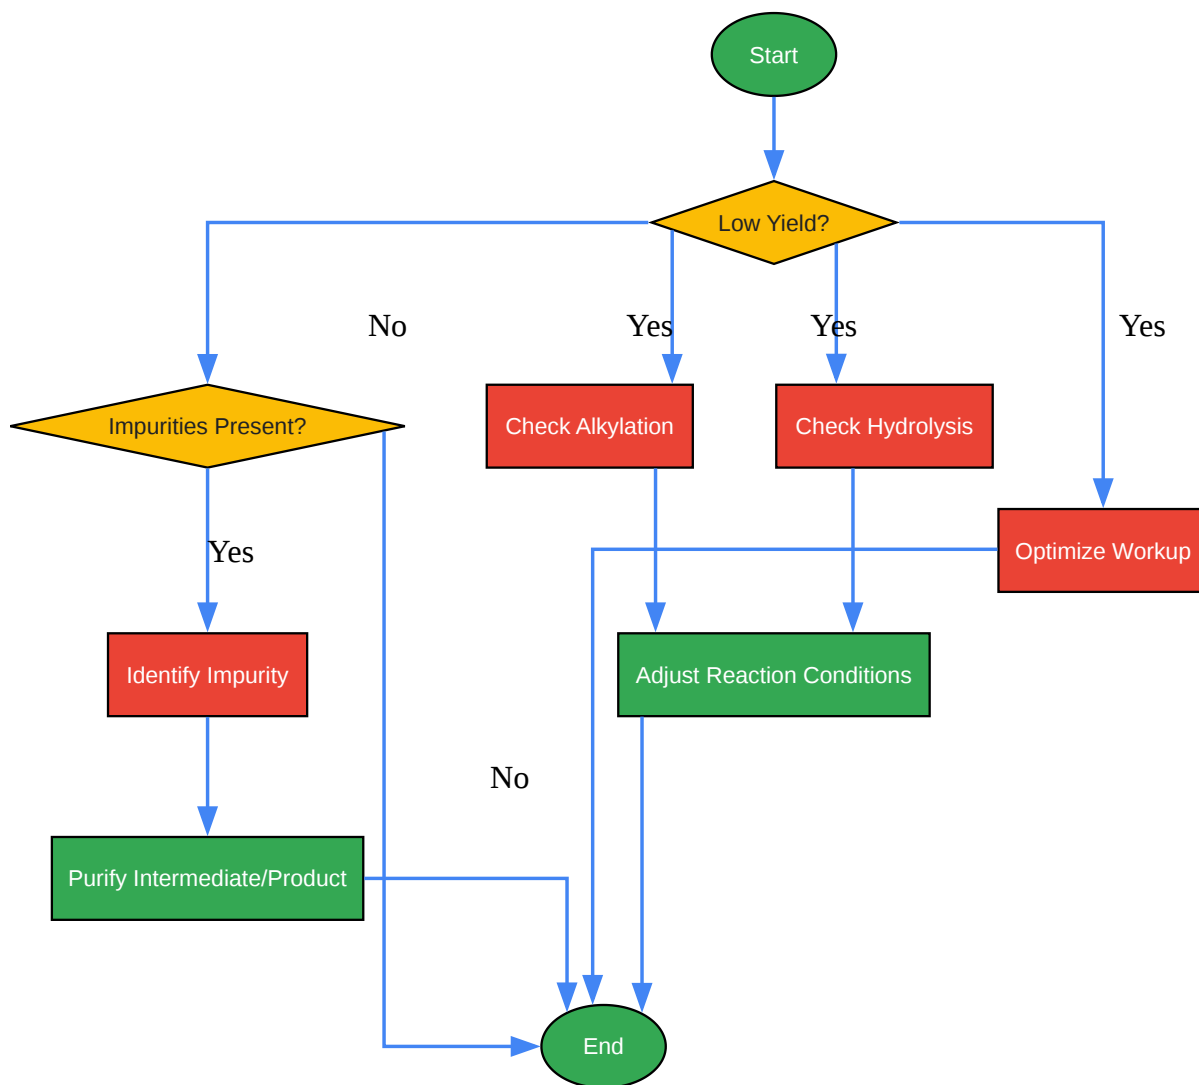 Start
Low Yield?
No
Yes
Yes
Yes
Impurities Present?
Check Alkylation
Check Hydrolysis
Yes
Optimize Workup
Identify Impurity
Adjust Reaction Conditions
No
Purify Intermediate/Product
End